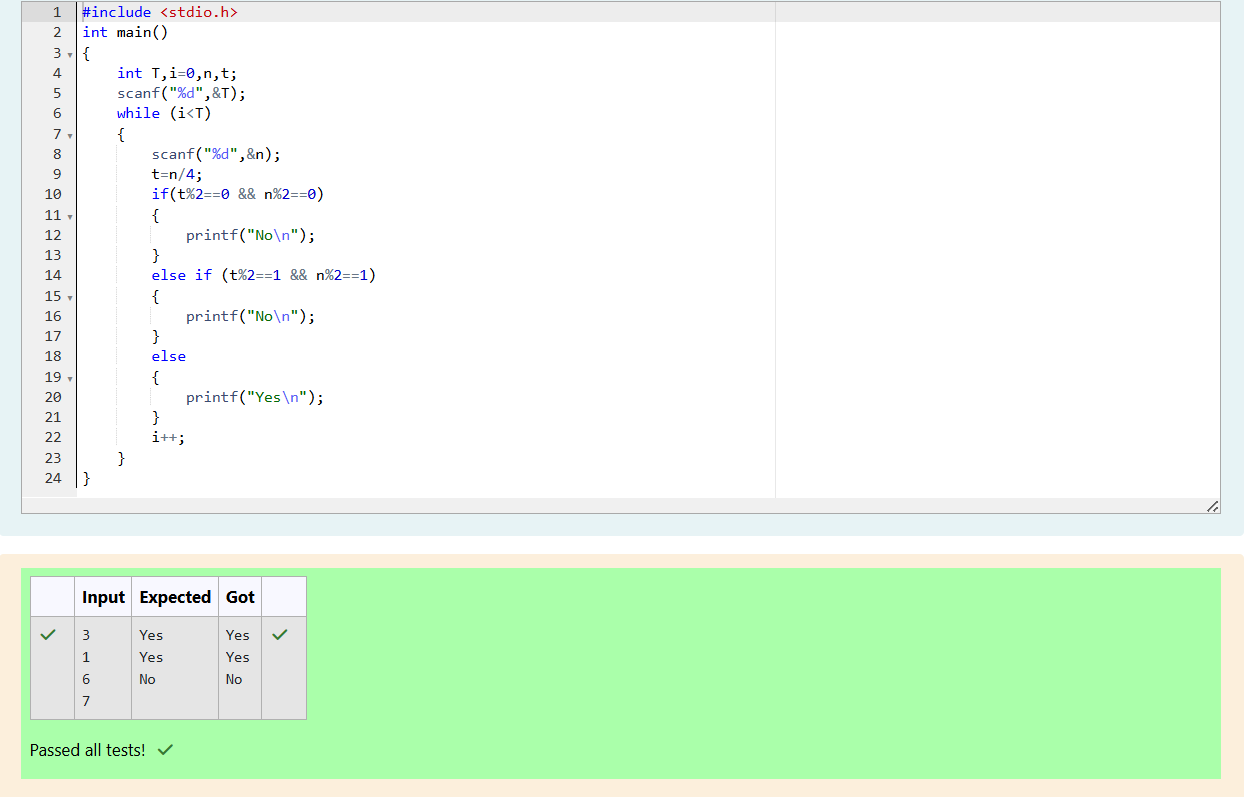 1 #include <stdio.h>
2 int main()
3 {
4     int T,i=0,n,t;
5     scanf("%d",&T);
6     while (i<T)
7     {
8         scanf("%d",&n);
9         t=n/4;
10         if(t%2==0 && n%2==0)
11         {
12             printf("No\n");
13         }
14         else if (t%2==1 && n%2==1)
15         {
16             printf("No\n");
17         }
18         else
19         {
20             printf("Yes\n");
21         }
22         i++;
23     }
24 }
Input Expected Got
3 Yes Yes
1 Yes Yes
6 No No
7
Passed all tests!